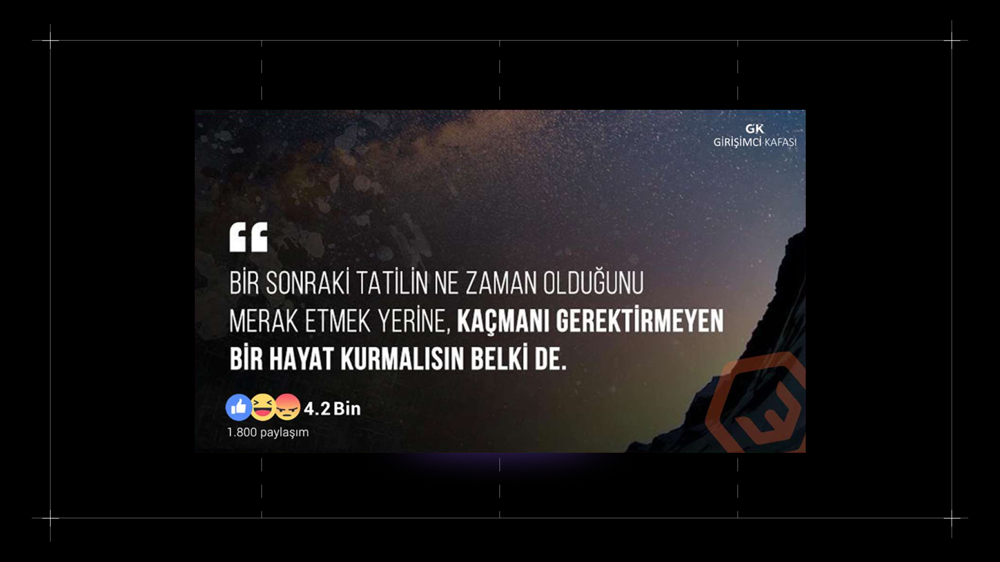 GK
GİRİŞİMCİ KAFASI
“
BİR SONRAKİ TATİLİN NE ZAMAN OLDUĞUNU
MERAK ETMEK YERİNE, KAÇMANI GEREKTİRMEYEN
BİR HAYAT KURMALISIN BELKİ DE.
4.2 Bin
1.800 paylaşım